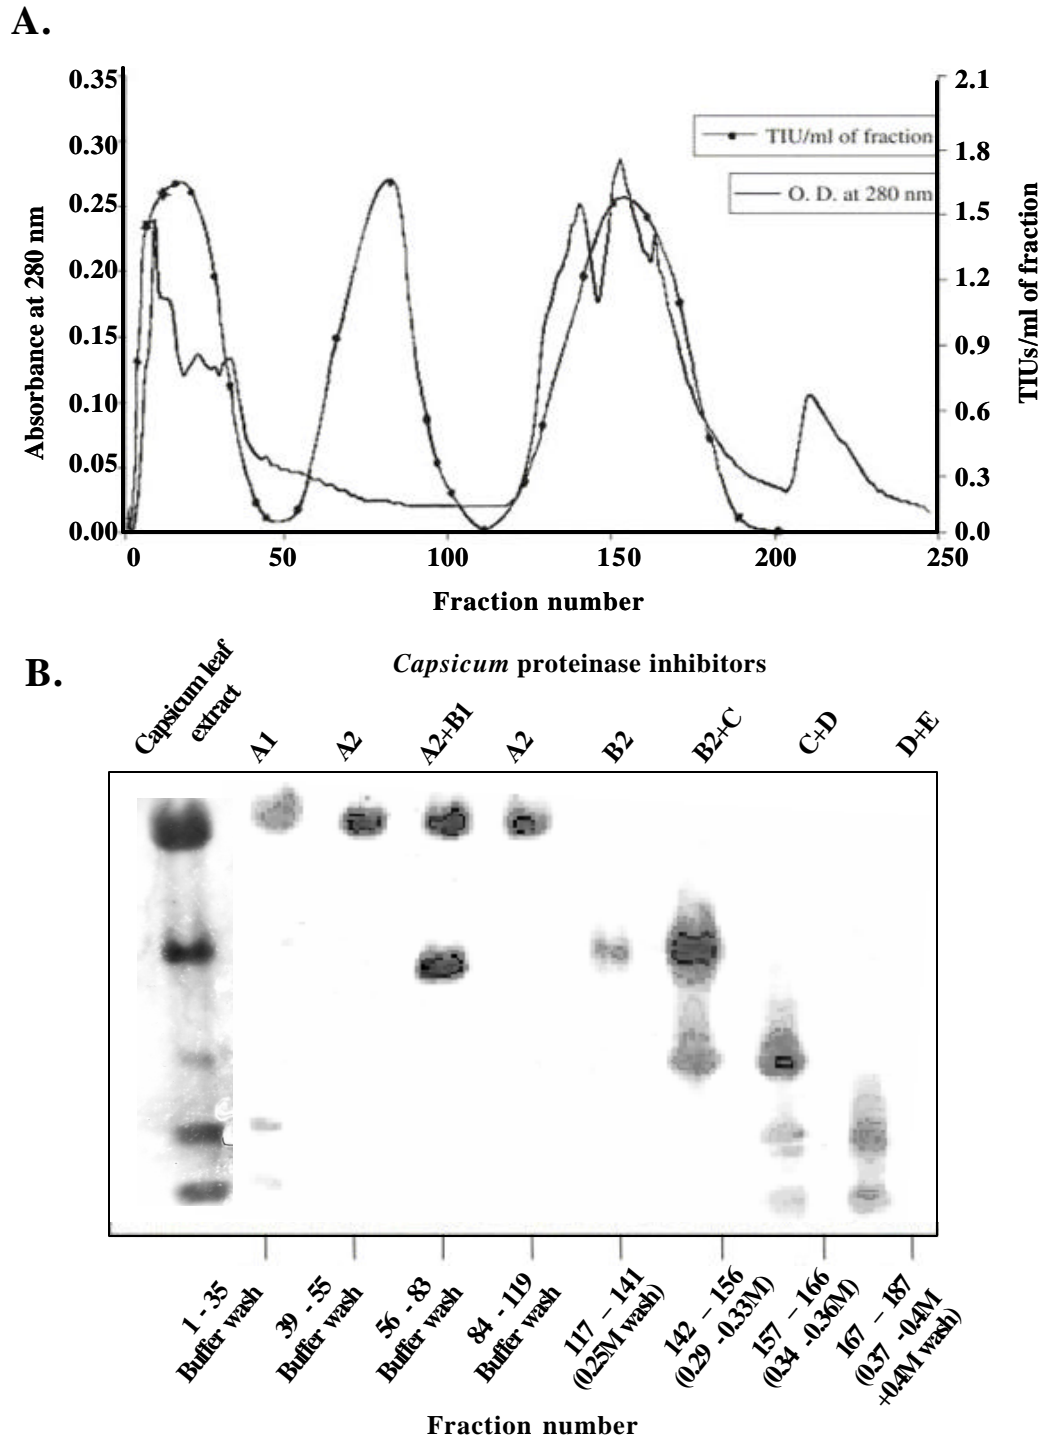 A.
0.35
0.30
0.25
0.20
0.15
0.10
0.05
0.00
Absorbance at 280 nm
2.1
1.8
1.5
1.2
0.9
0.6
0.3
0.0
TIUs/ml of fraction
TIU/ml of fraction
O. D. at 280 nm
0 50 100 150 200 250
Fraction number
B.
Capsicum proteinase inhibitors
Capsicum leaf
extract
A1
A2
A2+B1
A2
B2
B2+C
C+D
D+E
1 - 35
Buffer wash
39 - 55
Buffer wash
56 - 83
Buffer wash
84 - 119
Buffer wash
117 – 141
(0.25M wash)
142 – 156
(0.29 -0.33M)
157 – 166
(0.34 -0.36M)
167 – 187
(0.37 -0.4M
+0.4M wash)
Fraction number